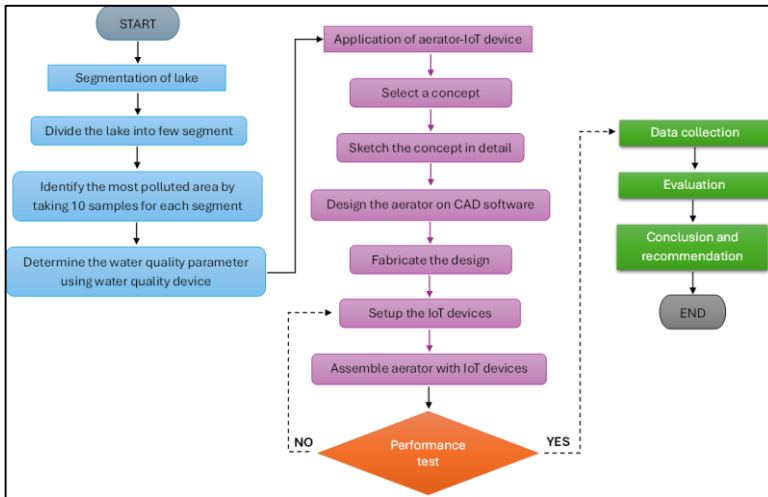 START
Segmentation of lake
Divide the lake into few segment
Identify the most polluted area by
taking 10 samples for each segment
Determine the water quality parameter
using water quality device
Application of aerator-IoT device
Select a concept
Sketch the concept in detail
Design the aerator on CAD software
Fabricate the design
Setup the IoT devices
Assemble aerator with IoT devices
NO
Performance
test
YES
Data collection
Evaluation
Conclusion and
recommendation
END